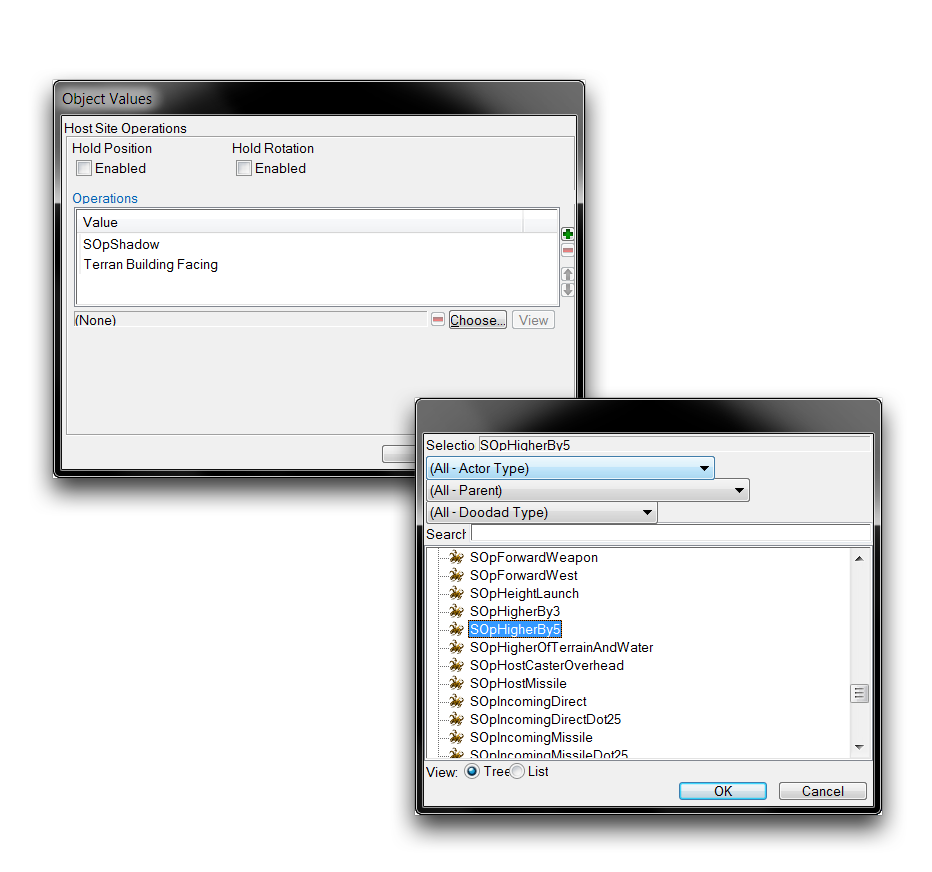 Object Values
Host Site Operations
Hold Position Hold Rotation
Enabled Enabled
Operations
Value
SOpShadow
Terran Building Facing
(None) Choose... View
Selectio SOpHigherBy5
(All - Actor Type)
(All - Parent)
(All - Doodad Type)
Search
SOpForwardWeapon
SOpForwardWest
SOpHeightLaunch
SOpHigherBy3
SOpHigherBy5
SOpHigherOfTerrainAndWater
SOpHostCasterOverhead
SOpHostMissile
SOpIncomingDirect
SOpIncomingDirectDot25
SOpIncomingMissile
SOpIncomingMissileDot25
View: Tree List
OK Cancel